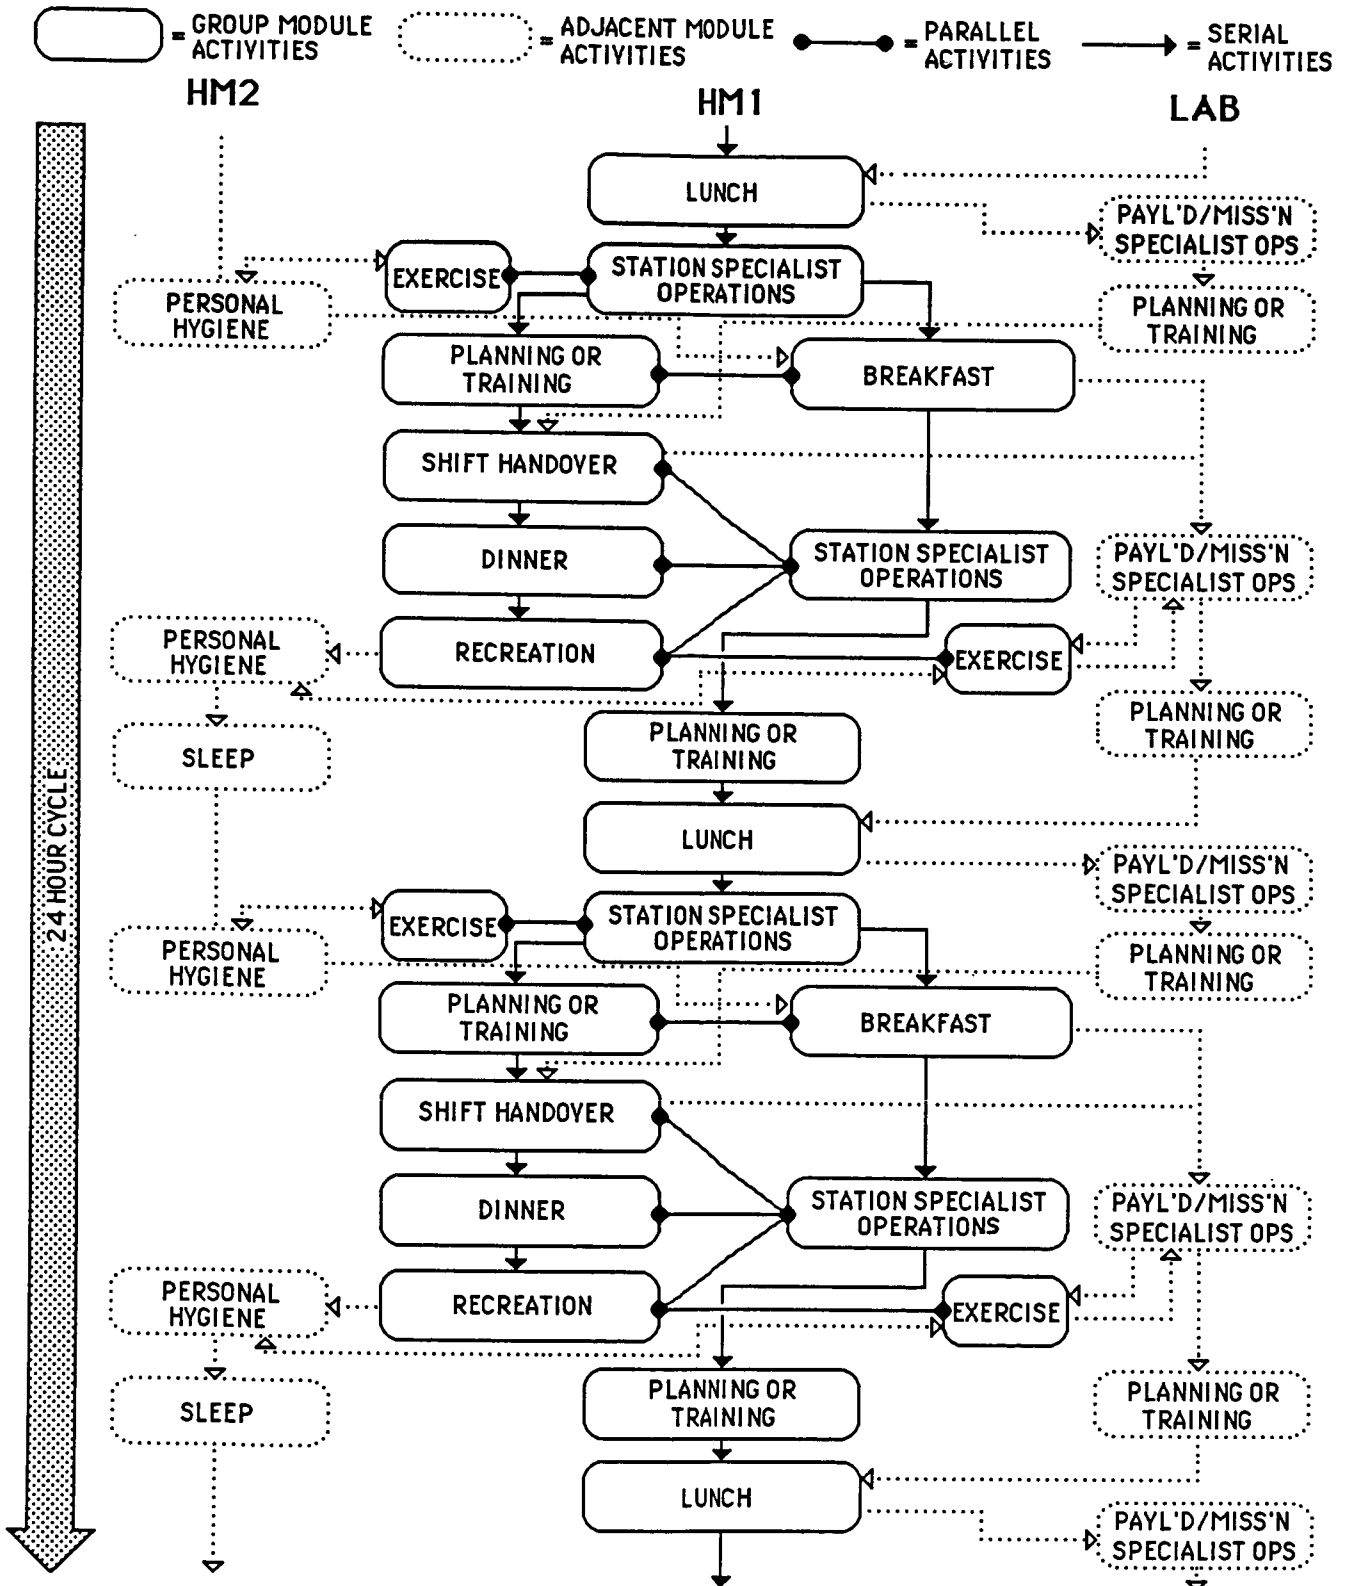 = GROUP MODULE
ACTIVITIES
= ADJACENT MODULE
ACTIVITIES
= PARALLEL
ACTIVITIES
= SERIAL
ACTIVITIES
HM2
HM1
LAB
24 HOUR CYCLE
LUNCH
PAYL'D/MISS'N
SPECIALIST OPS
EXERCISE
STATION SPECIALIST
OPERATIONS
PERSONAL
HYGIENE
PLANNING OR
TRAINING
PLANNING OR
TRAINING
BREAKFAST
SHIFT HANDOVER
DINNER
STATION SPECIALIST
OPERATIONS
PAYL'D/MISS'N
SPECIALIST OPS
PERSONAL
HYGIENE
RECREATION
EXERCISE
PLANNING OR
TRAINING
PLANNING OR
TRAINING
SLEEP
LUNCH
PAYL'D/MISS'N
SPECIALIST OPS
EXERCISE
STATION SPECIALIST
OPERATIONS
PERSONAL
HYGIENE
PLANNING OR
TRAINING
PLANNING OR
TRAINING
BREAKFAST
SHIFT HANDOVER
DINNER
STATION SPECIALIST
OPERATIONS
PAYL'D/MISS'N
SPECIALIST OPS
PERSONAL
HYGIENE
RECREATION
EXERCISE
PLANNING OR
TRAINING
PLANNING OR
TRAINING
SLEEP
LUNCH
PAYL'D/MISS'N
SPECIALIST OPS